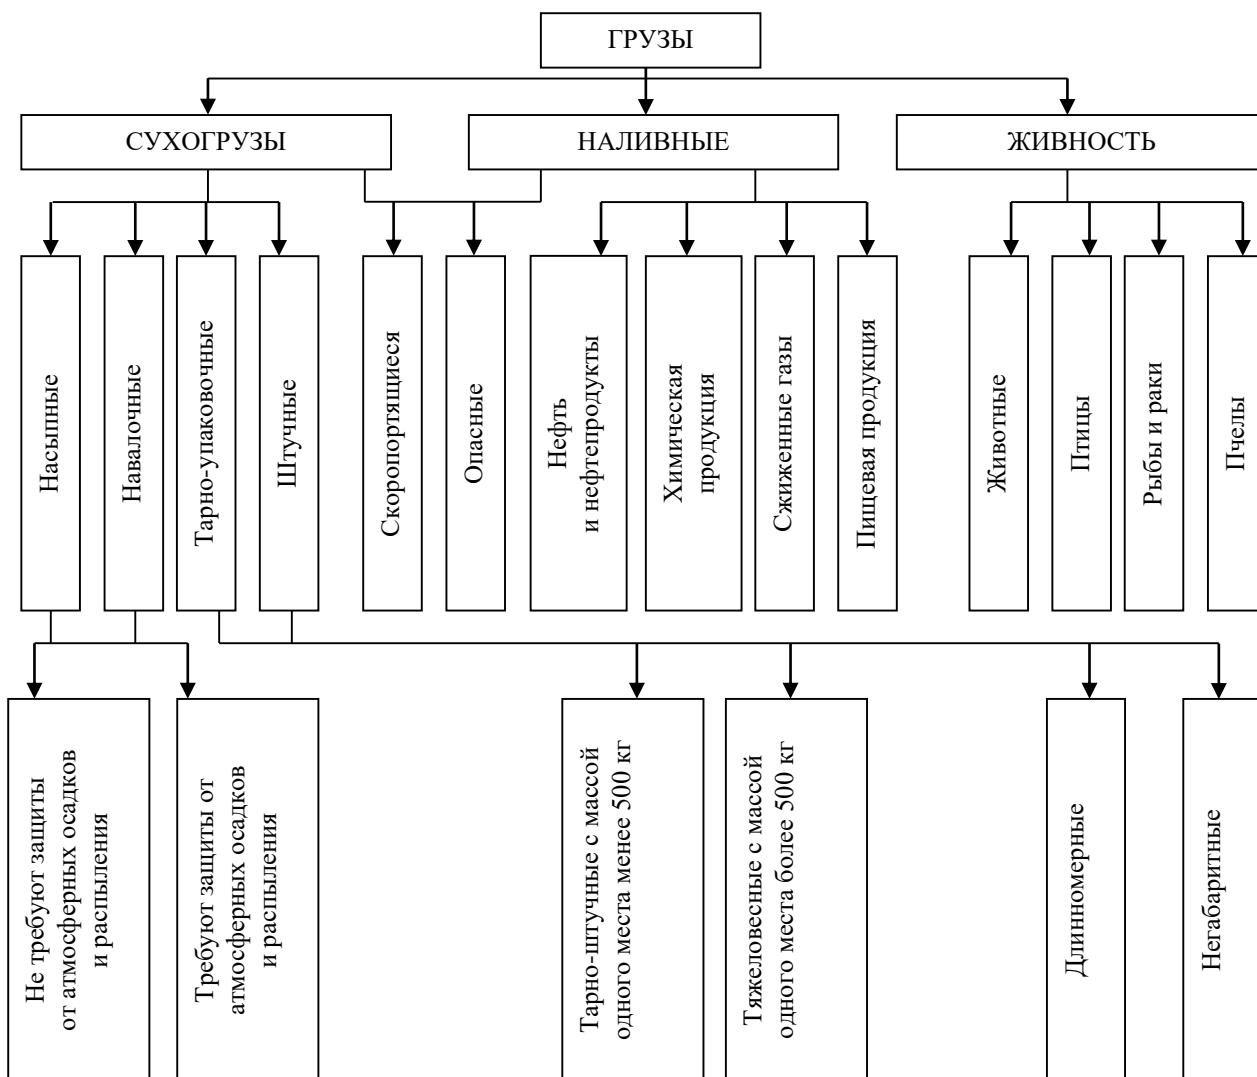 ГРУЗЫ
СУХОГРУЗЫ
НАЛИВНЫЕ
ЖИВНОСТЬ
Насыпные
Навалочные
Тарно-упаковочные
Штучные
Скоропортящиеся
Опасные
Нефть
и нефтепродукты
Химическая
продукция
Сжиженные газы
Пищевая продукция
Животные
Птицы
Рыбы и раки
Пчелы
Не требуют защиты
от атмосферных осадков
и распыления
Требуют защиты от
атмосферных осадков
и распыления
Тарно-штучные с массой
одного места менее 500 кг
Тяжеловесные с массой
одного места более 500 кг
Длинномерные
Негабаритные